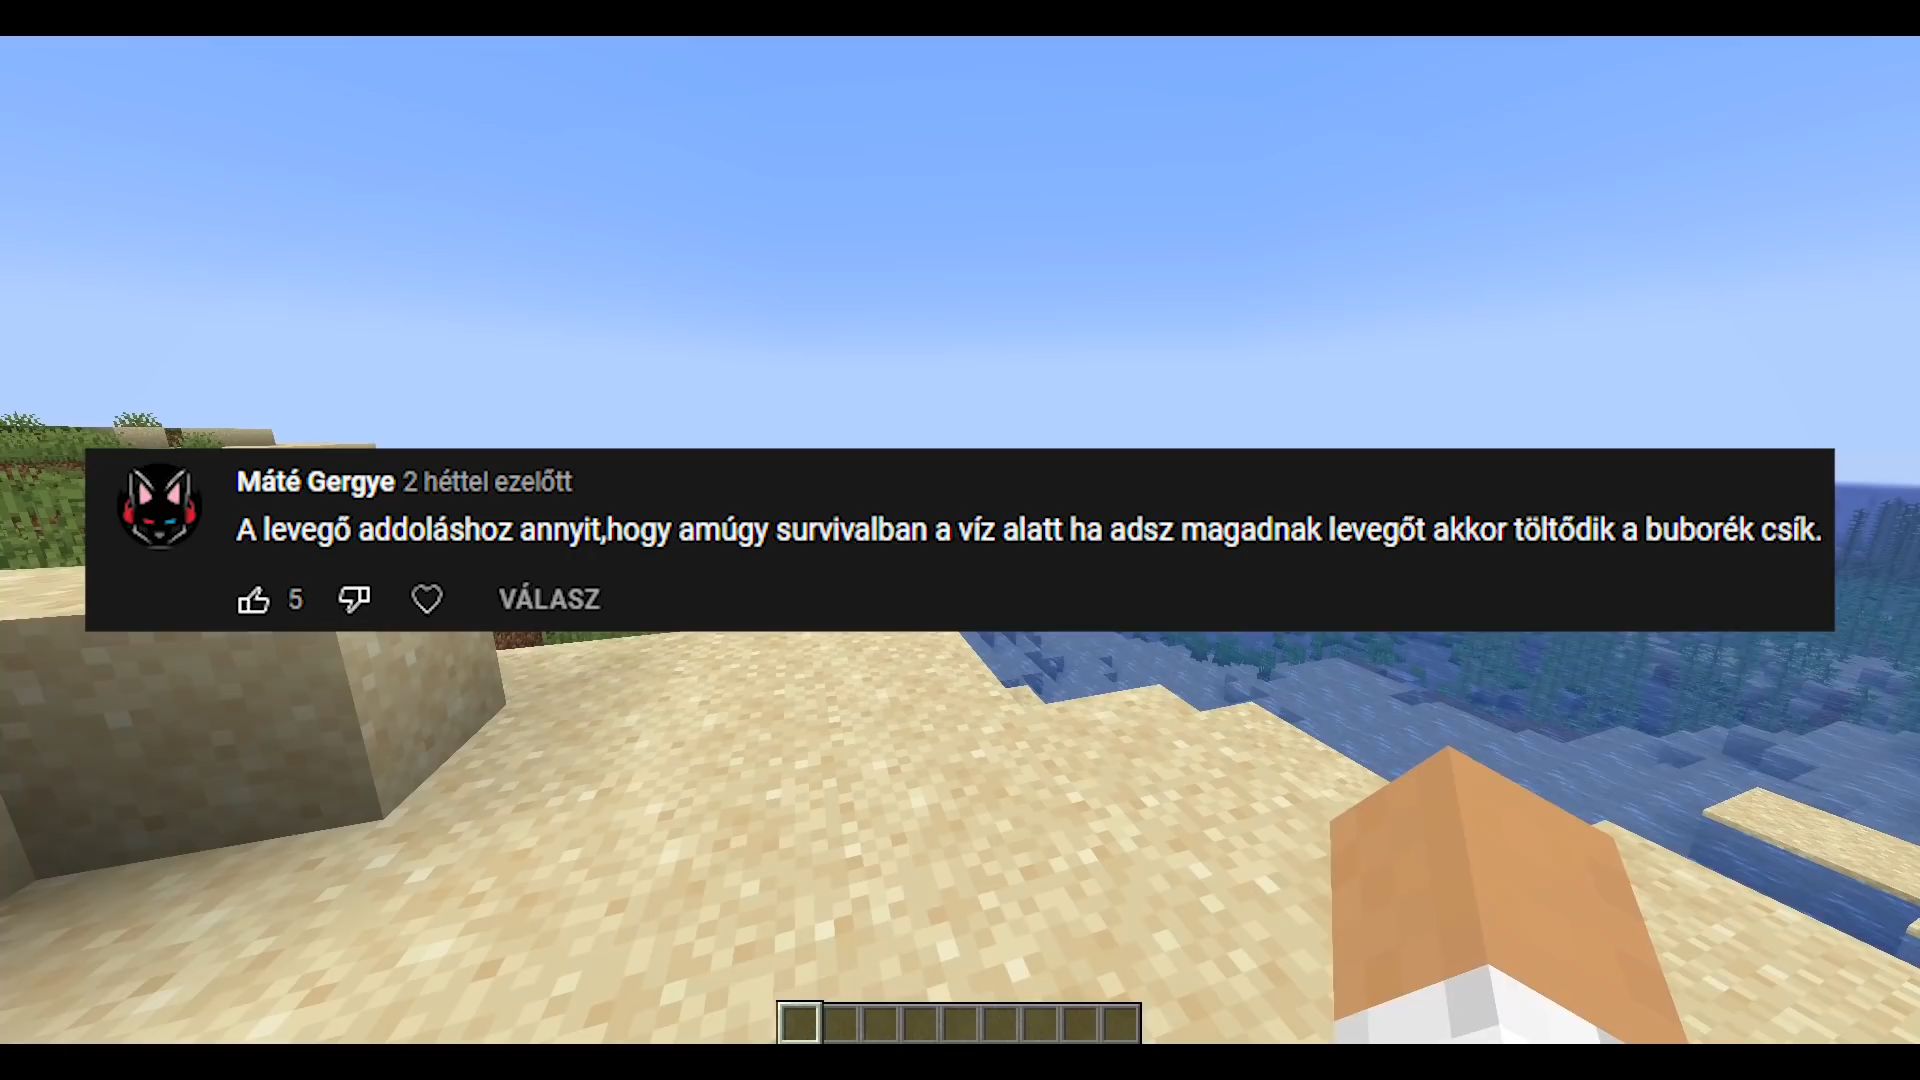 Máté Gergye 2 héttel ezelőtt
A levegő addoláshoz annyit,hogy amúgy survivalban a víz alatt ha adsz magadnak levegőt akkor töltődik a buborék csík.
5 VÁLASZ